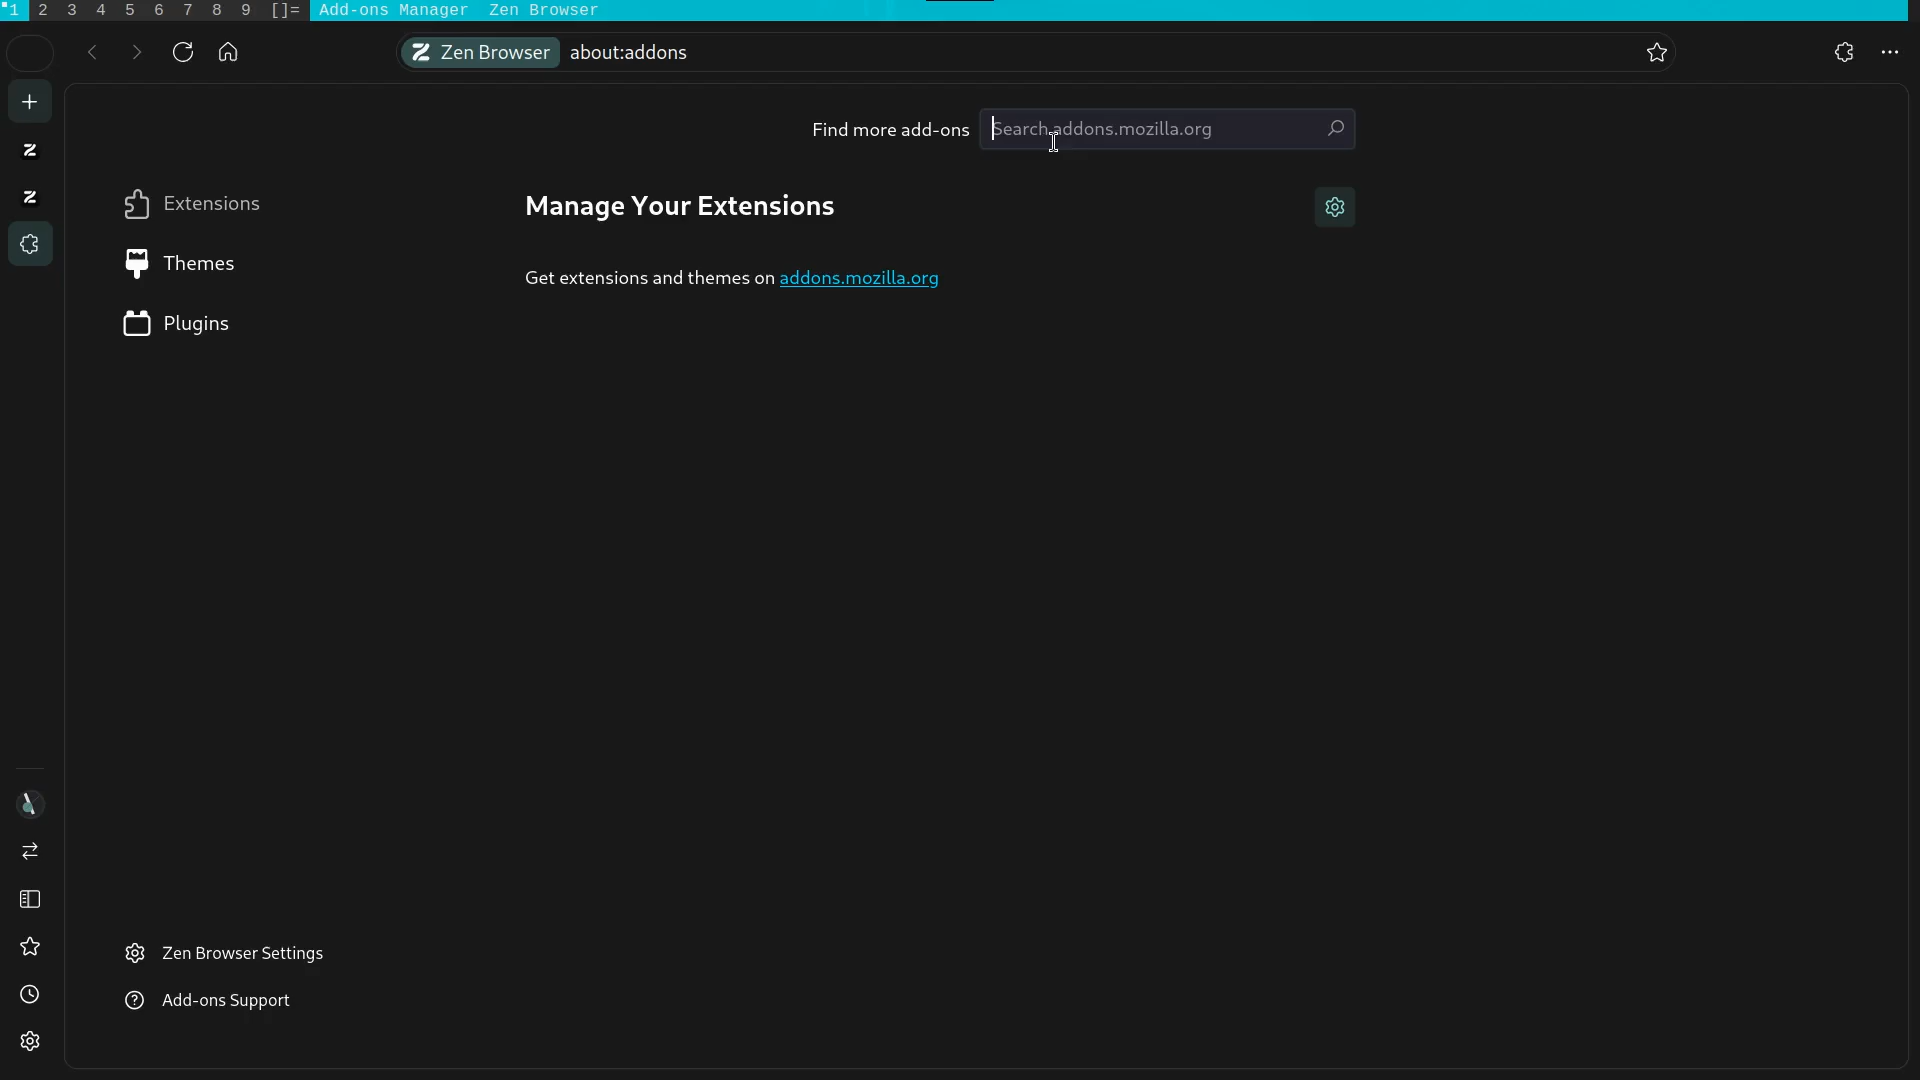 1 2 3 4 5 6 7 8 9 []= Add-ons Manager Zen Browser
Zen Browser about:addons
Find more add-ons Search addons.mozilla.org
Extensions
Manage Your Extensions
Themes
Get extensions and themes on addons.mozilla.org
Plugins
Zen Browser Settings
Add-ons Support